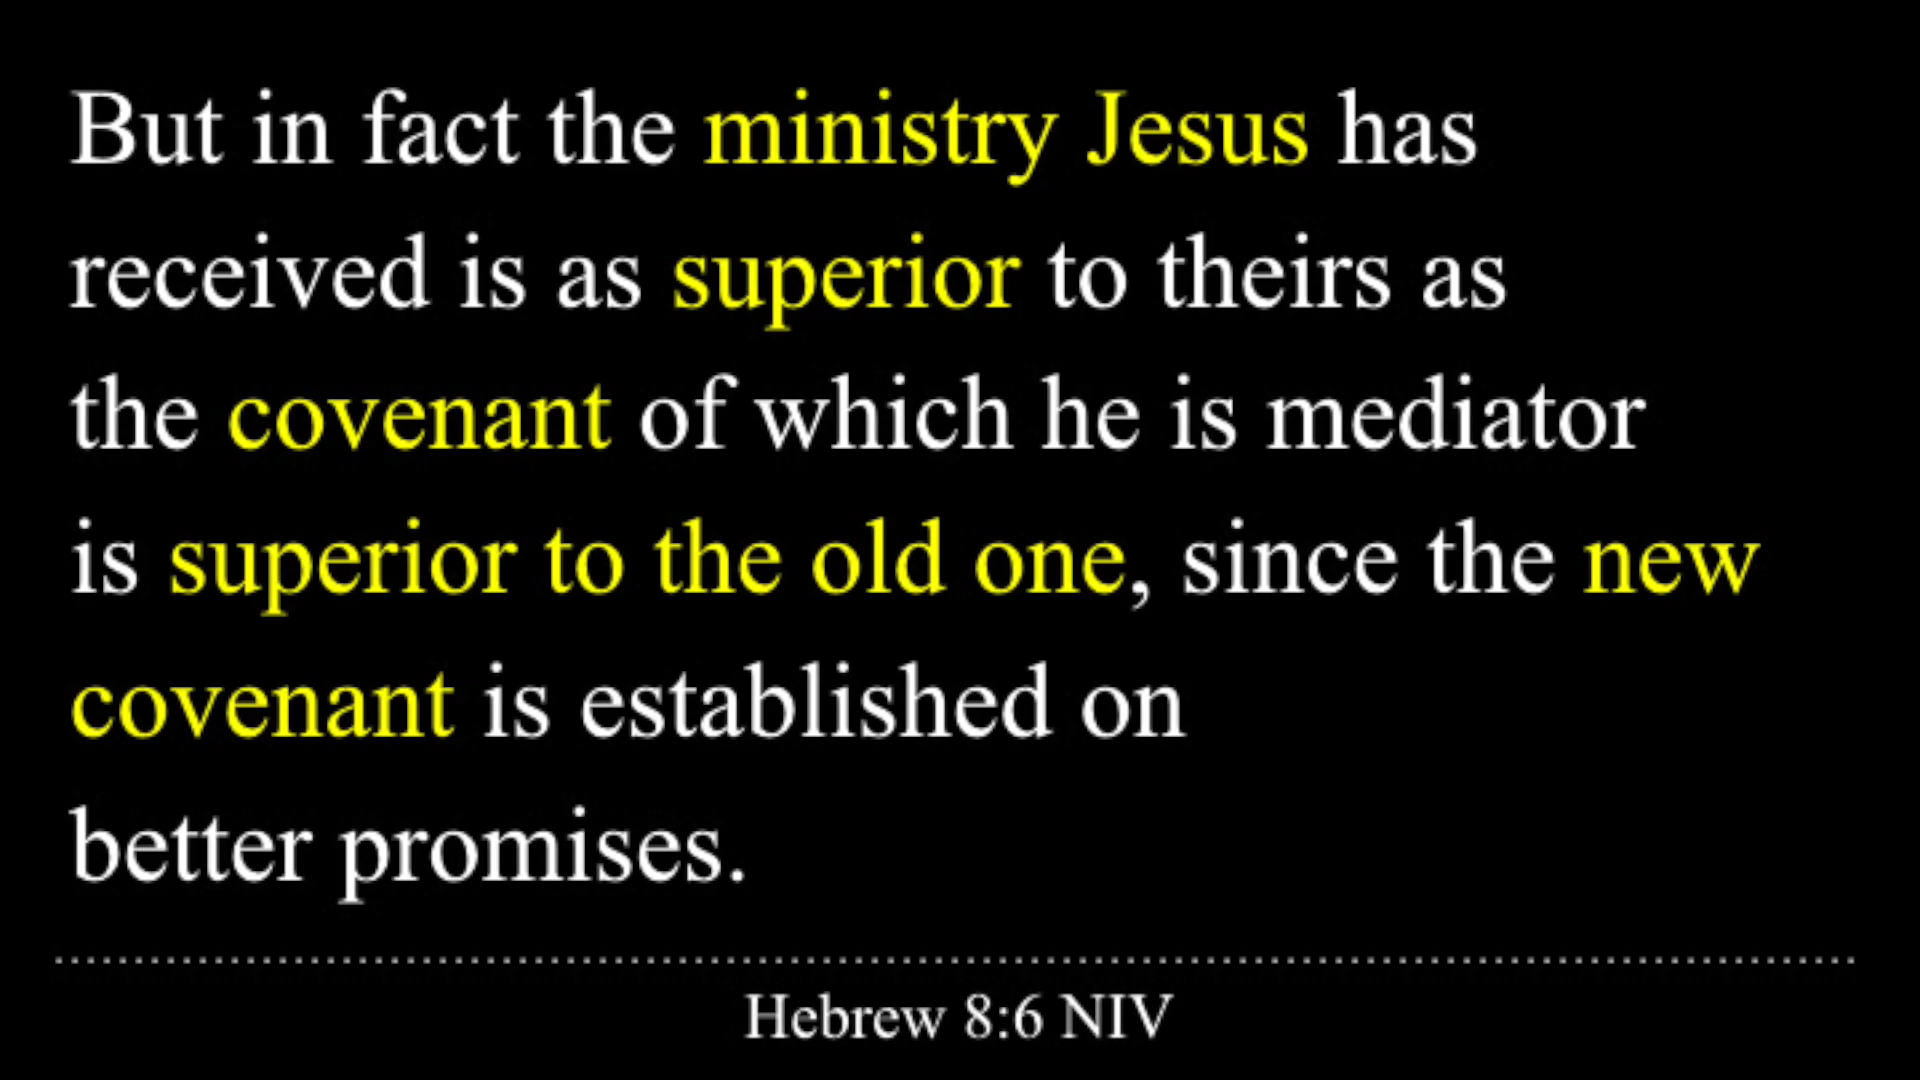 But in fact the ministry Jesus has
received is as superior to theirs as
the covenant of which he is mediator
is superior to the old one, since the new
covenant is established on
better promises.
Hebrew 8:6 NIV